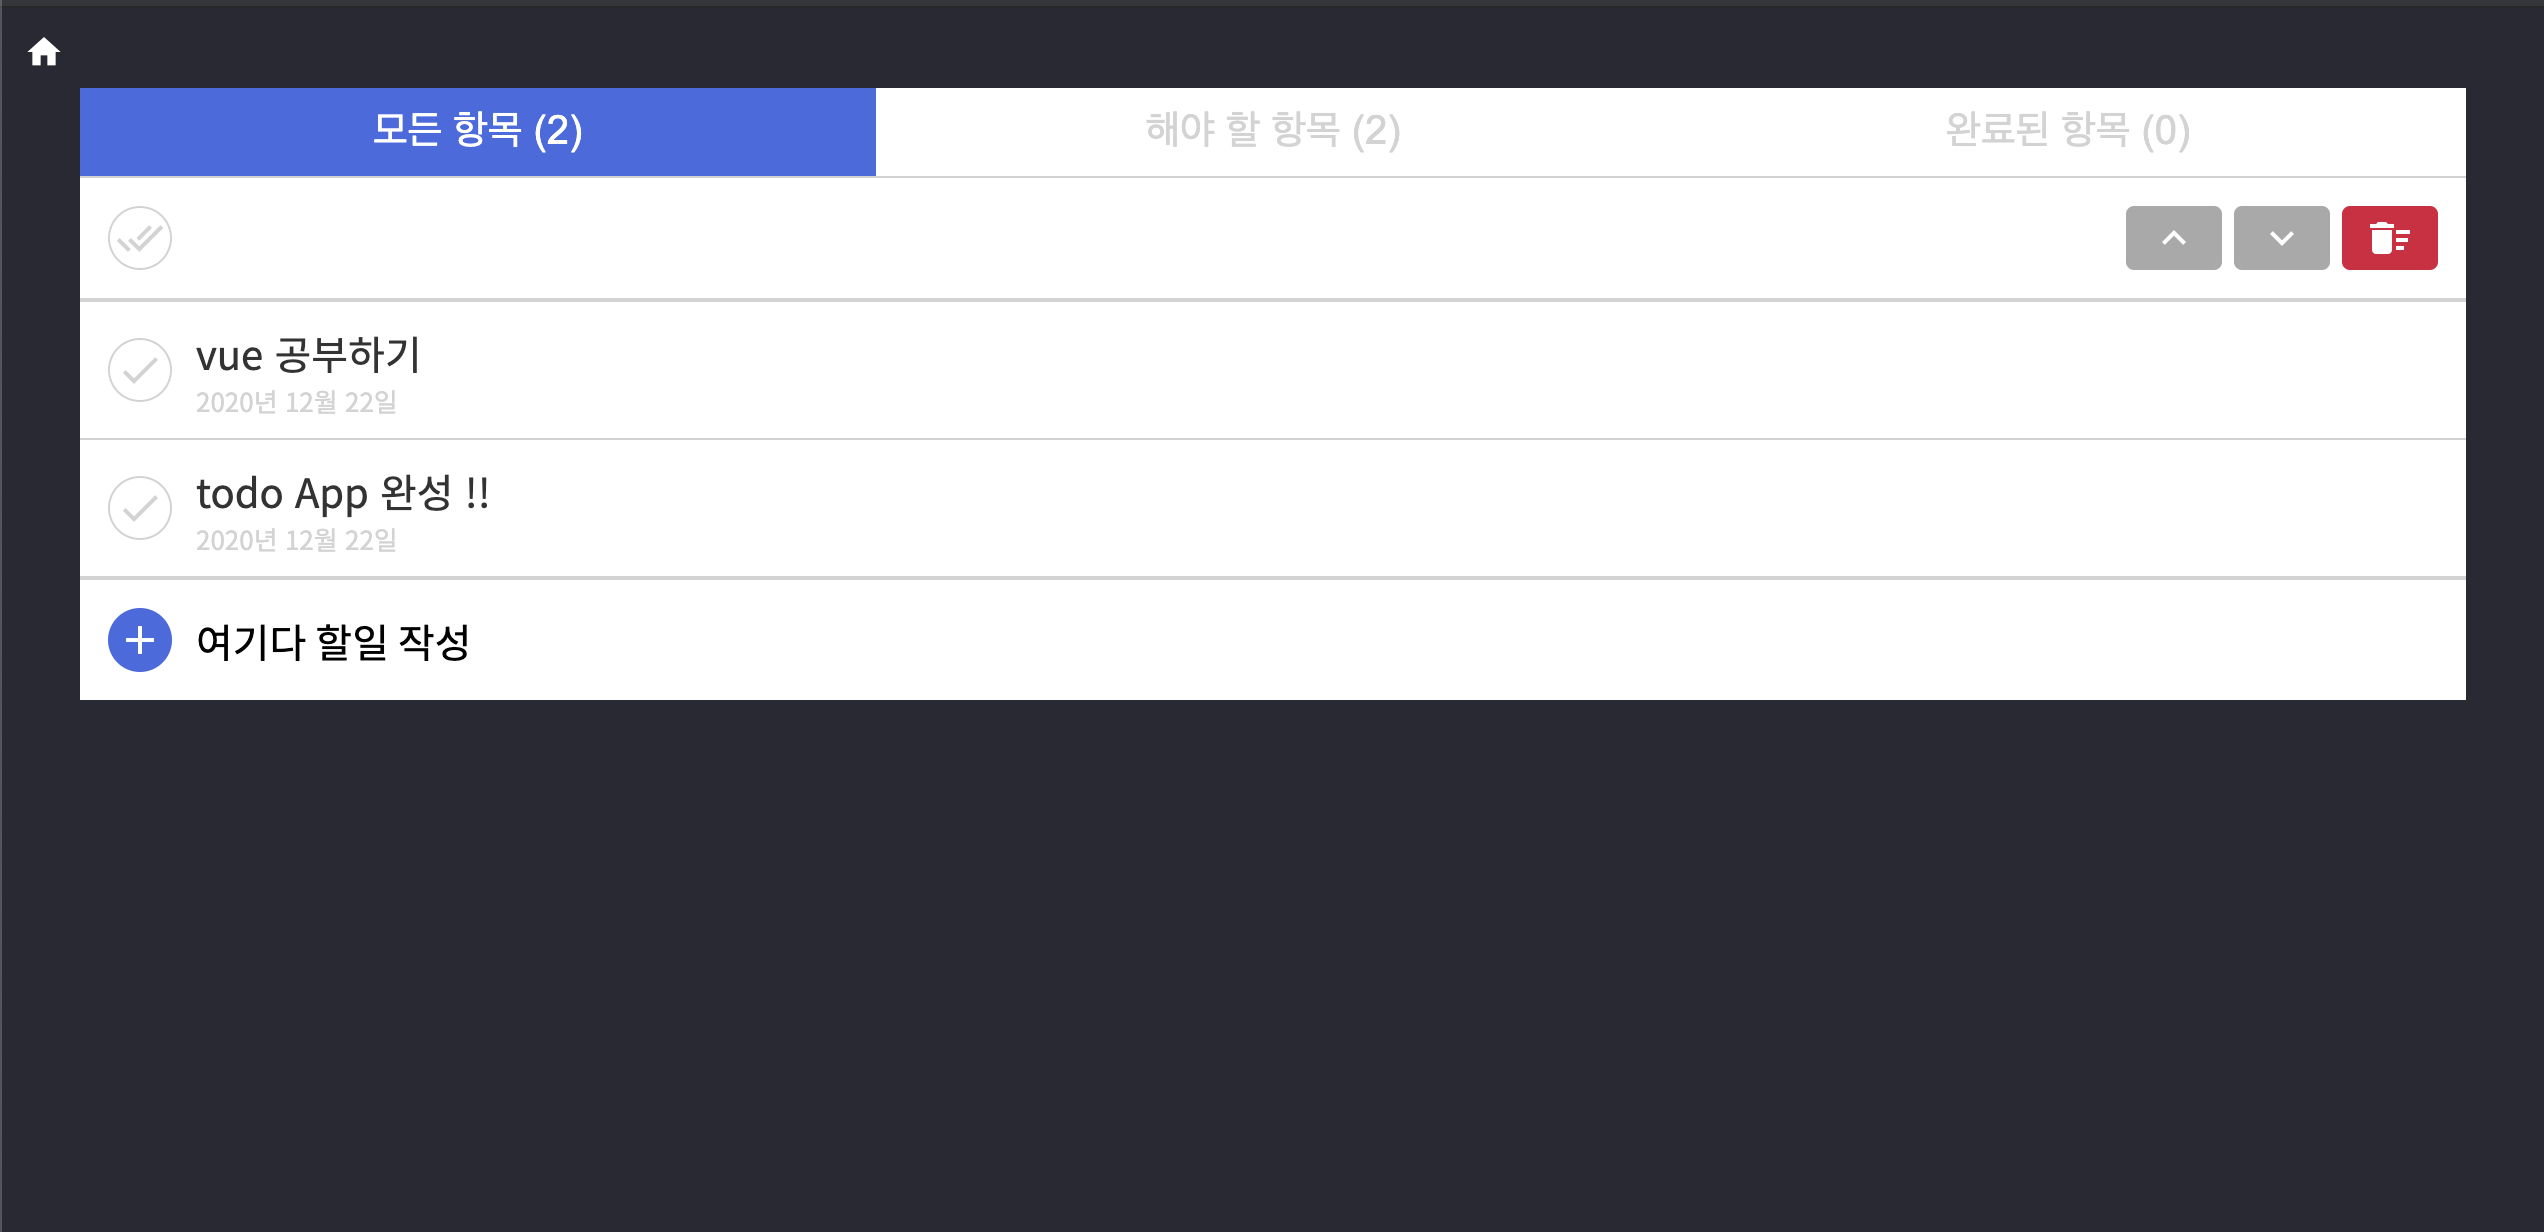 모든 항목 (2)
해야 할 항목 (2)
완료된 항목 (0)
vue 공부하기
2020년 12월 22일
todo App 완성 !!
2020년 12월 22일
여기다 할일 작성